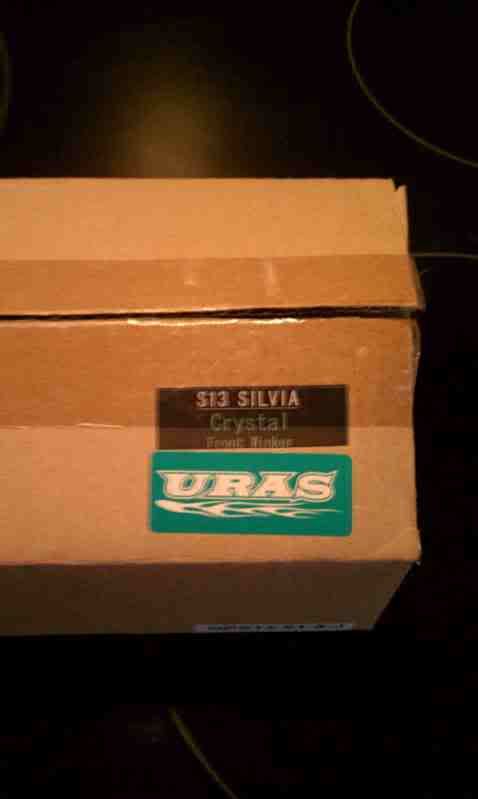 S13 SILVIA
Crystal
Front Winker
URAS